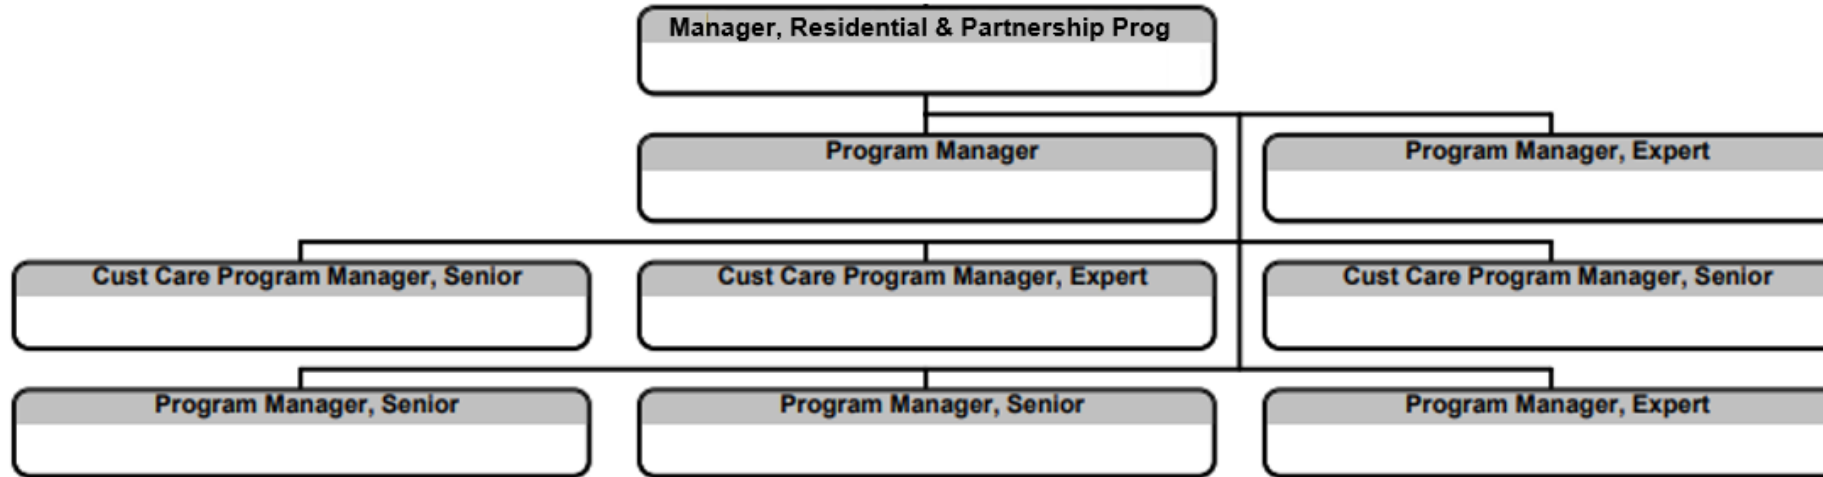 Manager, Residential & Partnership Prog
Program Manager
Program Manager, Expert
Cust Care Program Manager, Senior
Cust Care Program Manager, Expert
Cust Care Program Manager, Senior
Program Manager, Senior
Program Manager, Senior
Program Manager, Expert